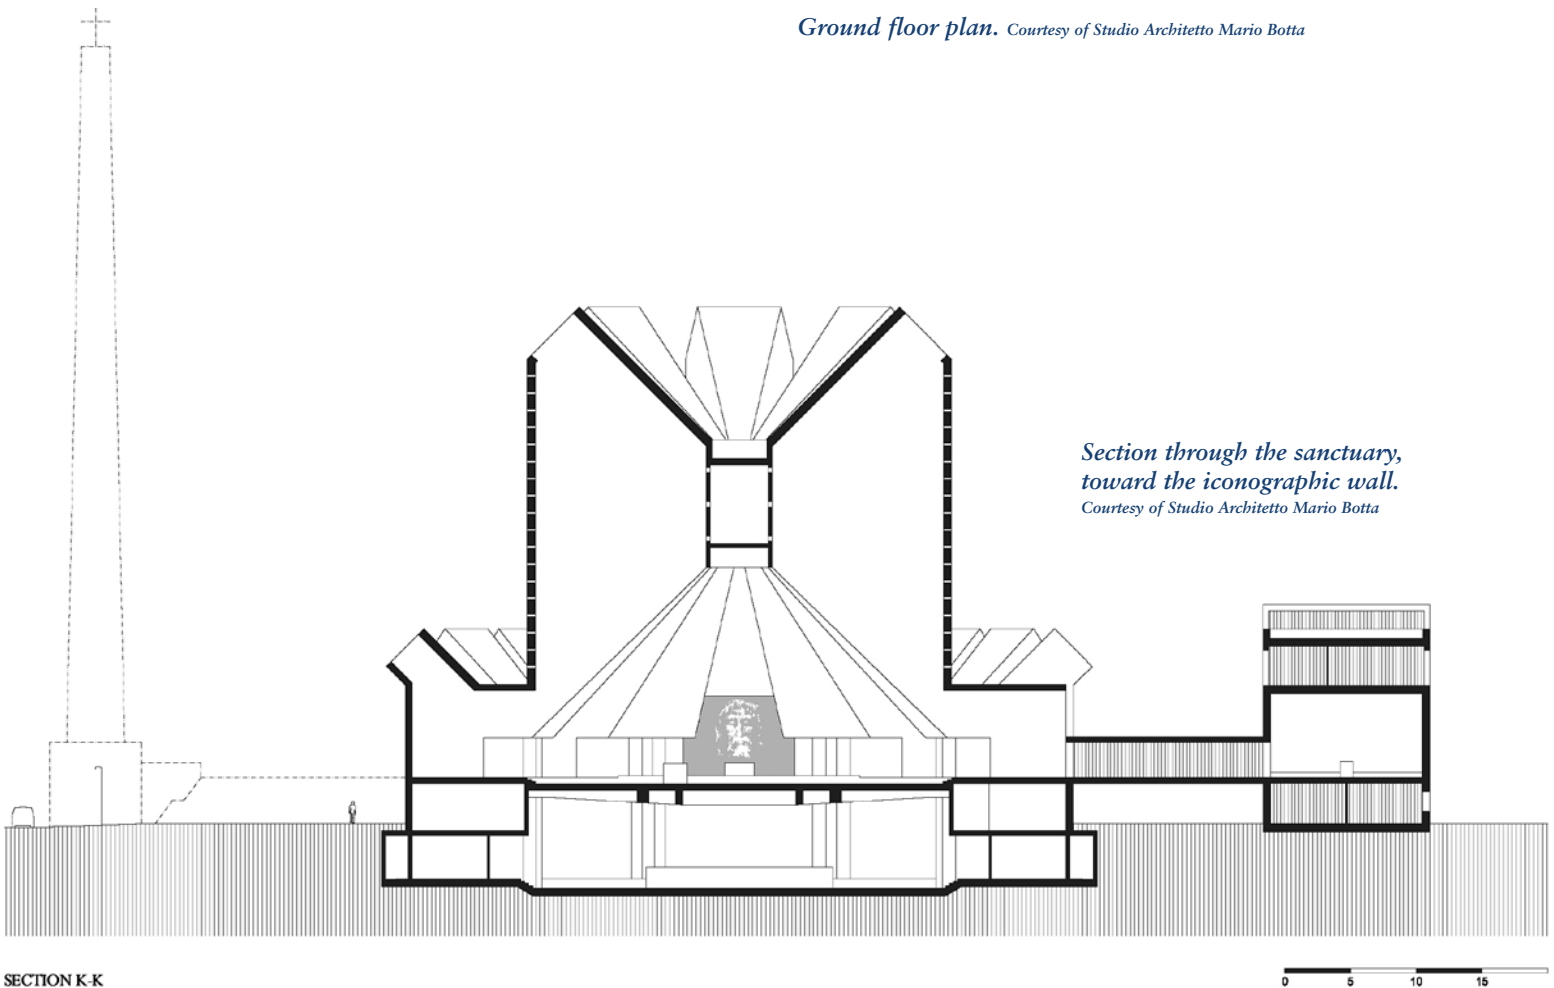 Ground floor plan. Courtesy of Studio Architetto Mario Botta
Section through the sanctuary,
toward the iconographic wall.
Courtesy of Studio Architetto Mario Botta
SECTION K-K
0 5 10 15